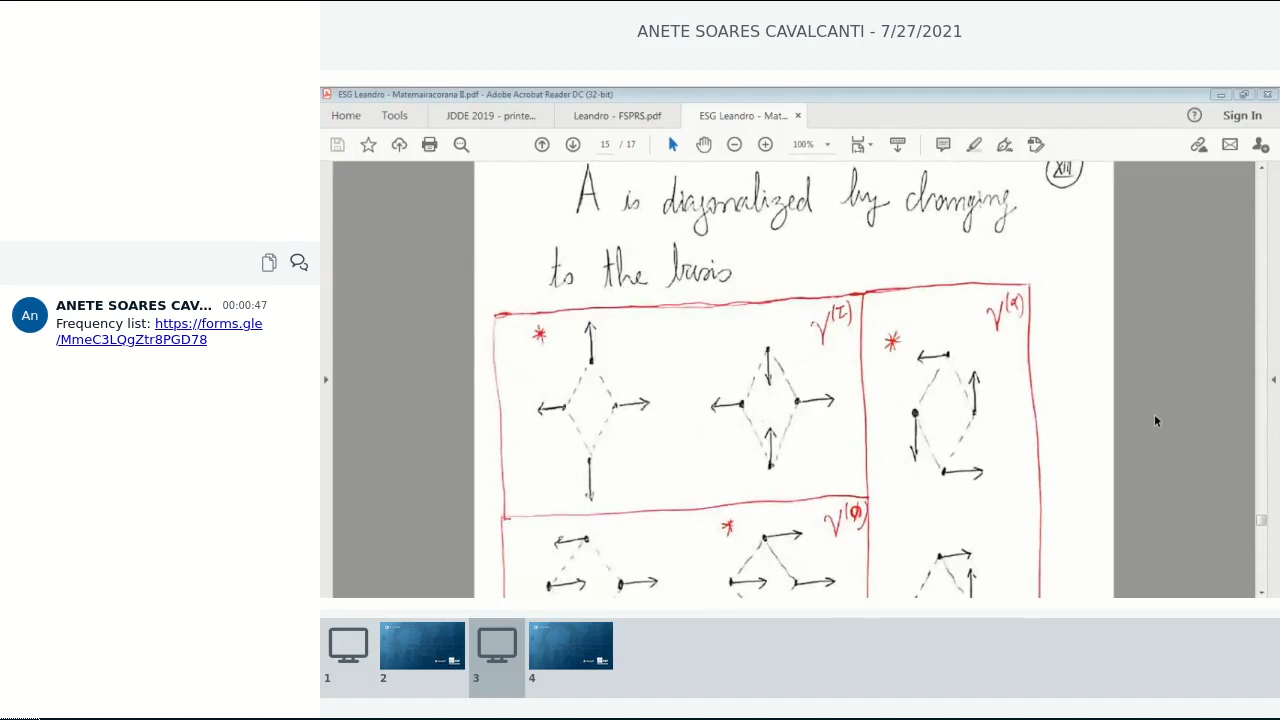 ANETE SOARES CAVALCANTI - 7/27/2021
ESG Leandro - Matemairacorana II.pdf - Adobe Acrobat Reader DC (32-bit)
Home Tools JDDE 2019 - printe... Leandro - FSPRS.pdf ESG Leandro - Mat... × Sign In
15 / 17 100%
XIII
A is diagonalized by changing
to the basis
* V(I) * V(α)
* V(ϕ)
ANETE SOARES CAV... 00:00:47
An
Frequency list: https://forms.gle
/MmeC3LQgZtr8PGD78
1 2 3 4